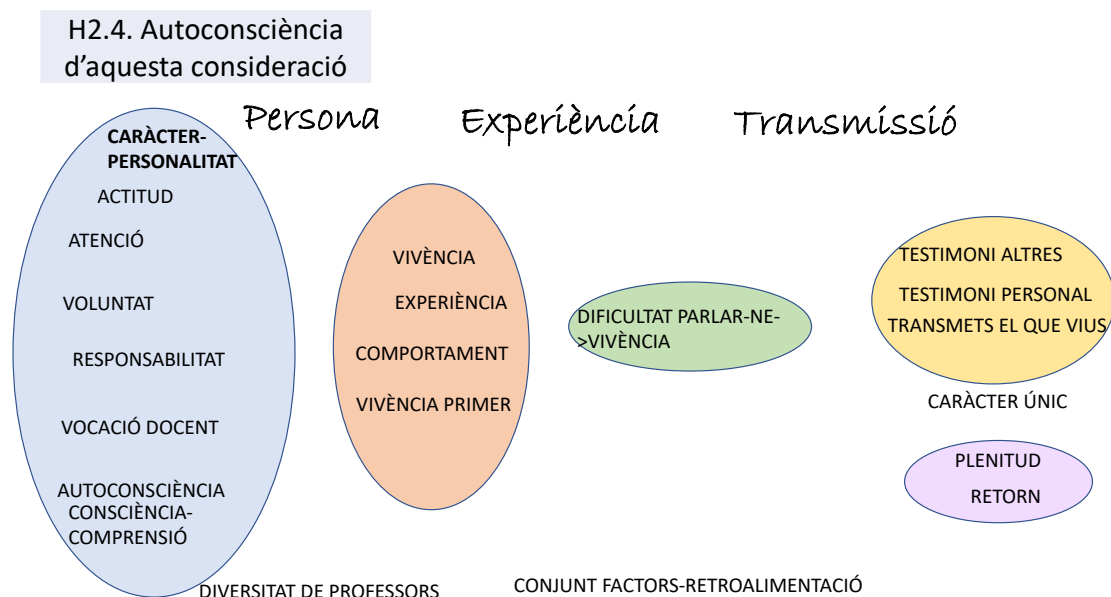 H2.4. Autoconsciència
d’aquesta consideració
Persona
Experiència
Transmissió
CARÀCTER-
PERSONALITAT
ACTITUD
ATENCIÓ
VOLUNTAT
RESPONSABILITAT
VOCACIÓ DOCENT
AUTOCONSCIÈNCIA
CONSCIÈNCIA-
COMPRENSIÓ
VIVÈNCIA
EXPERIÈNCIA
COMPORTAMENT
VIVÈNCIA PRIMER
DIFICULTAT PARLAR-NE-
>VIVÈNCIA
TESTIMONI ALTRES
TESTIMONI PERSONAL
TRANSMETS EL QUE VIUS
CARÀCTER ÚNIC
PLENITUD
RETORN
DIVERSITAT DE PROFESSORS
CONJUNT FACTORS-RETROALIMENTACIÓ